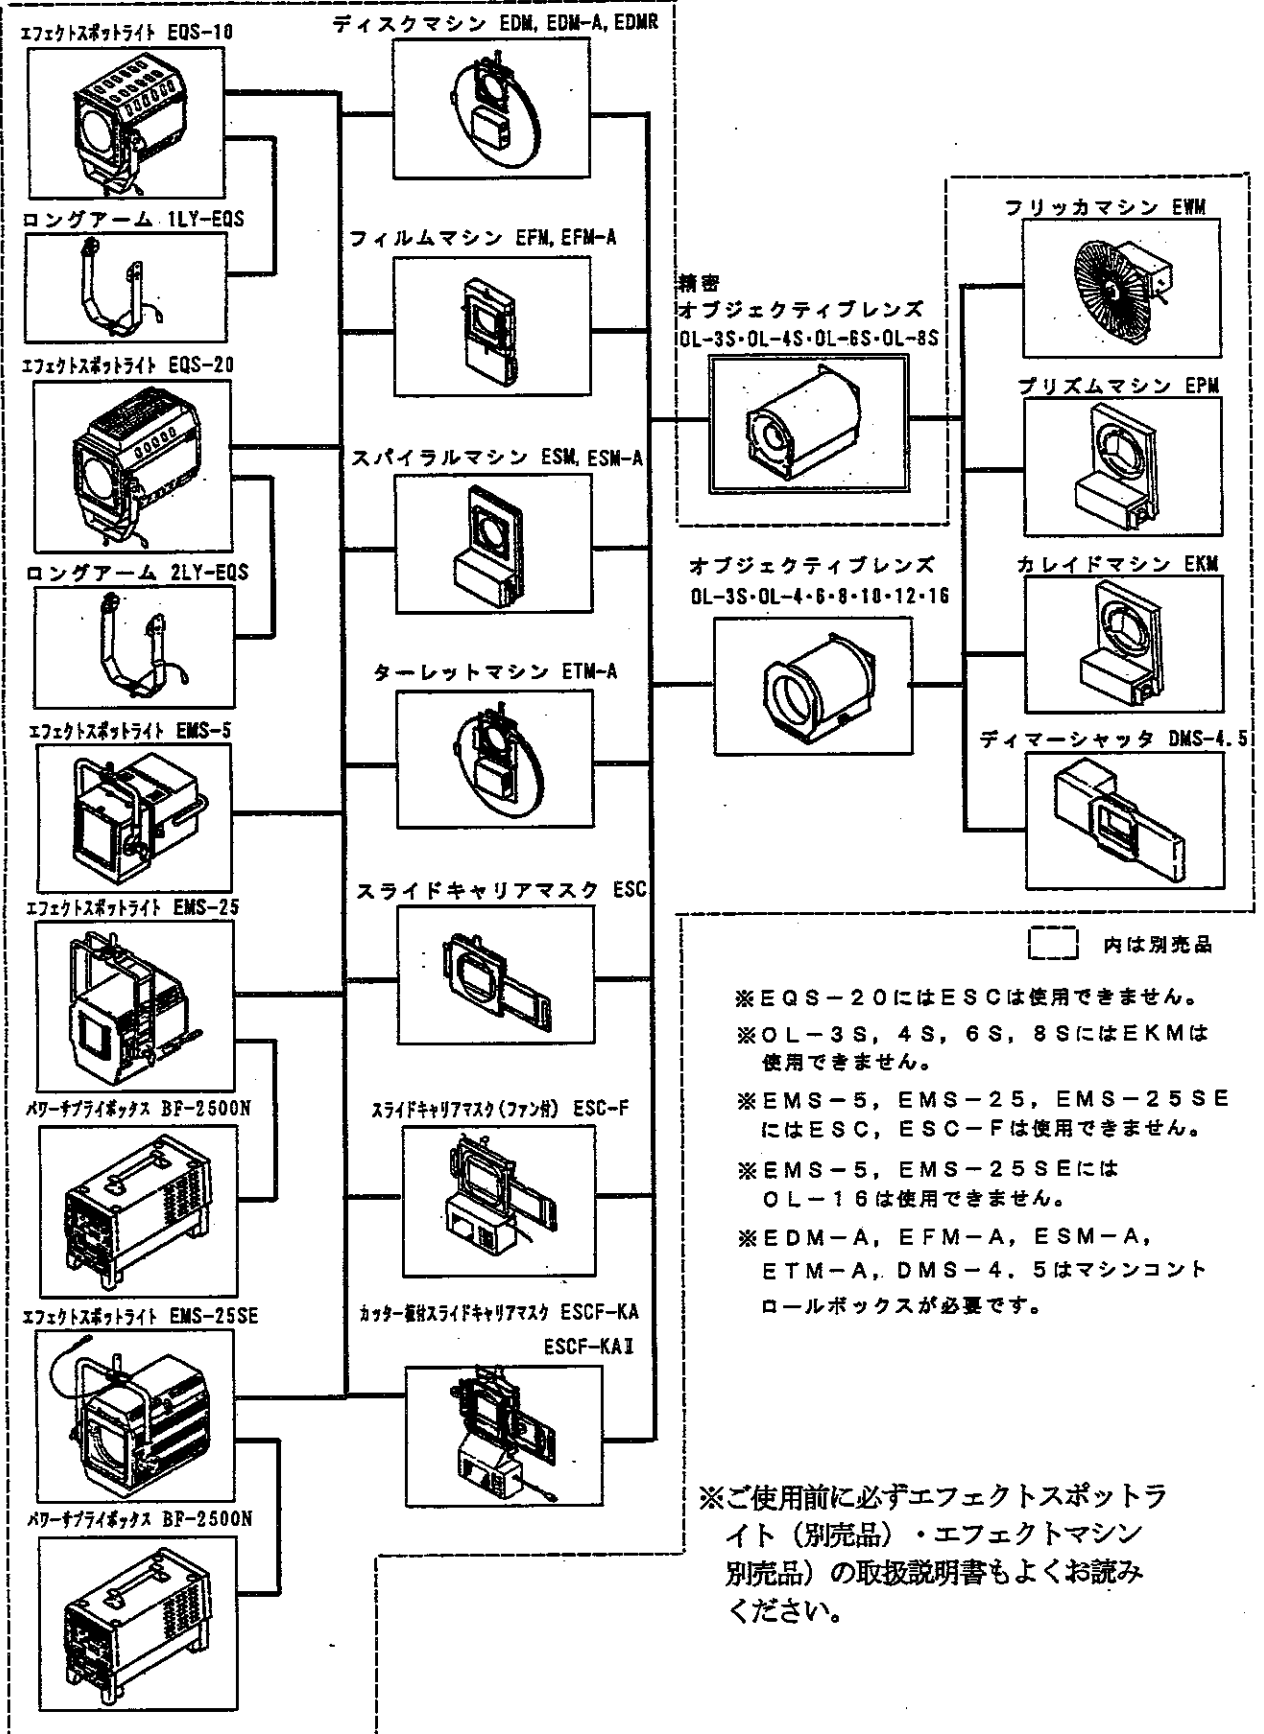 エフェクトスポットライト EQS-10
ロングアーム 1LY-EQS
エフェクトスポットライト EQS-20
ロングアーム 2LY-EQS
エフェクトスポットライト EMS-5
エフェクトスポットライト EMS-25
パワーサプライボックス BF-2500N
エフェクトスポットライト EMS-25SE
パワーサプライボックス BF-2500N
ディスクマシン EDM, EDM-A, EDMR
フィルムマシン EFM, EFM-A
スパイラルマシン ESM, ESM-A
ターレットマシン ETM-A
スライドキャリアマスク ESC
スライドキャリアマスク(ファン付) ESC-F
カッター板付スライドキャリアマスク ESCF-KA
ESCF-KAⅡ
精密
オブジェクティブレンズ
OL-3S・OL-4S・OL-6S・OL-8S
オブジェクティブレンズ
OL-3S・OL-4・6・8・10・12・16
フリッカマシン EWM
プリズムマシン EPM
カレイドマシン EKM
ディマーシャッタ DMS-4.5
内は別売品
※EQS-20にはESCは使用できません。
※OL-3S, 4S, 6S, 8SにはEKMは
使用できません。
※EMS-5, EMS-25, EMS-25SE
にはESC, ESC-Fは使用できません。
※EMS-5, EMS-25SEには
OL-16は使用できません。
※EDM-A, EFM-A, ESM-A,
ETM-A, DMS-4.5はマシンコント
ロールボックスが必要です。
※ご使用前に必ずエフェクトスポットラ
イト（別売品）・エフェクトマシン
別売品）の取扱説明書もよくお読み
ください。